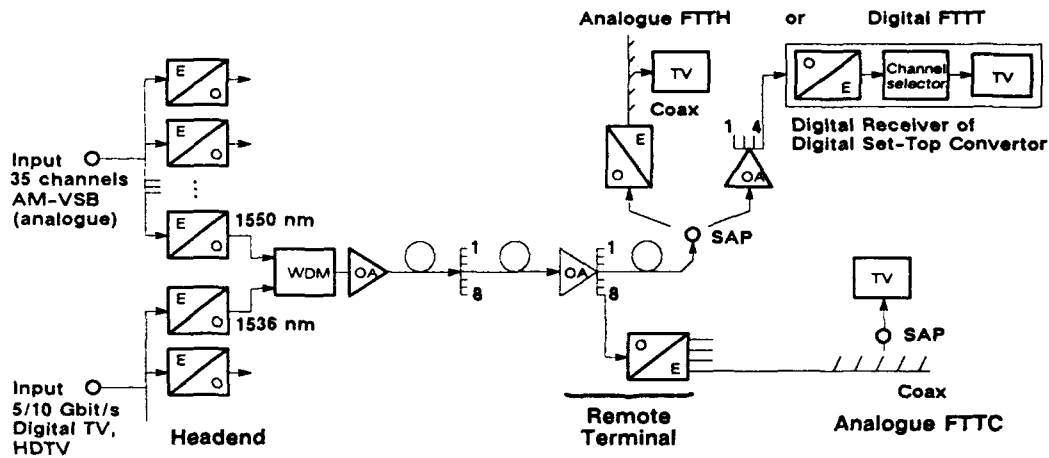 Analogue FTTH or Digital FTTT
E
O
TV
Coax
O
E
Channel
selector
TV
Digital Receiver of
Digital Set-Top Convertor
E
O
1 4
OA
E
O
Input
35 channels
AM-VSB
(analogue)
E
O
1550 nm
WDM
OA
1
8
OA
1
8
SAP
E
O
1536 nm
E
O
Input
5/10 Gbit/s
Digital TV,
HDTV
Headend
O
E
Remote
Terminal
TV
SAP
Coax
Analogue FTTC